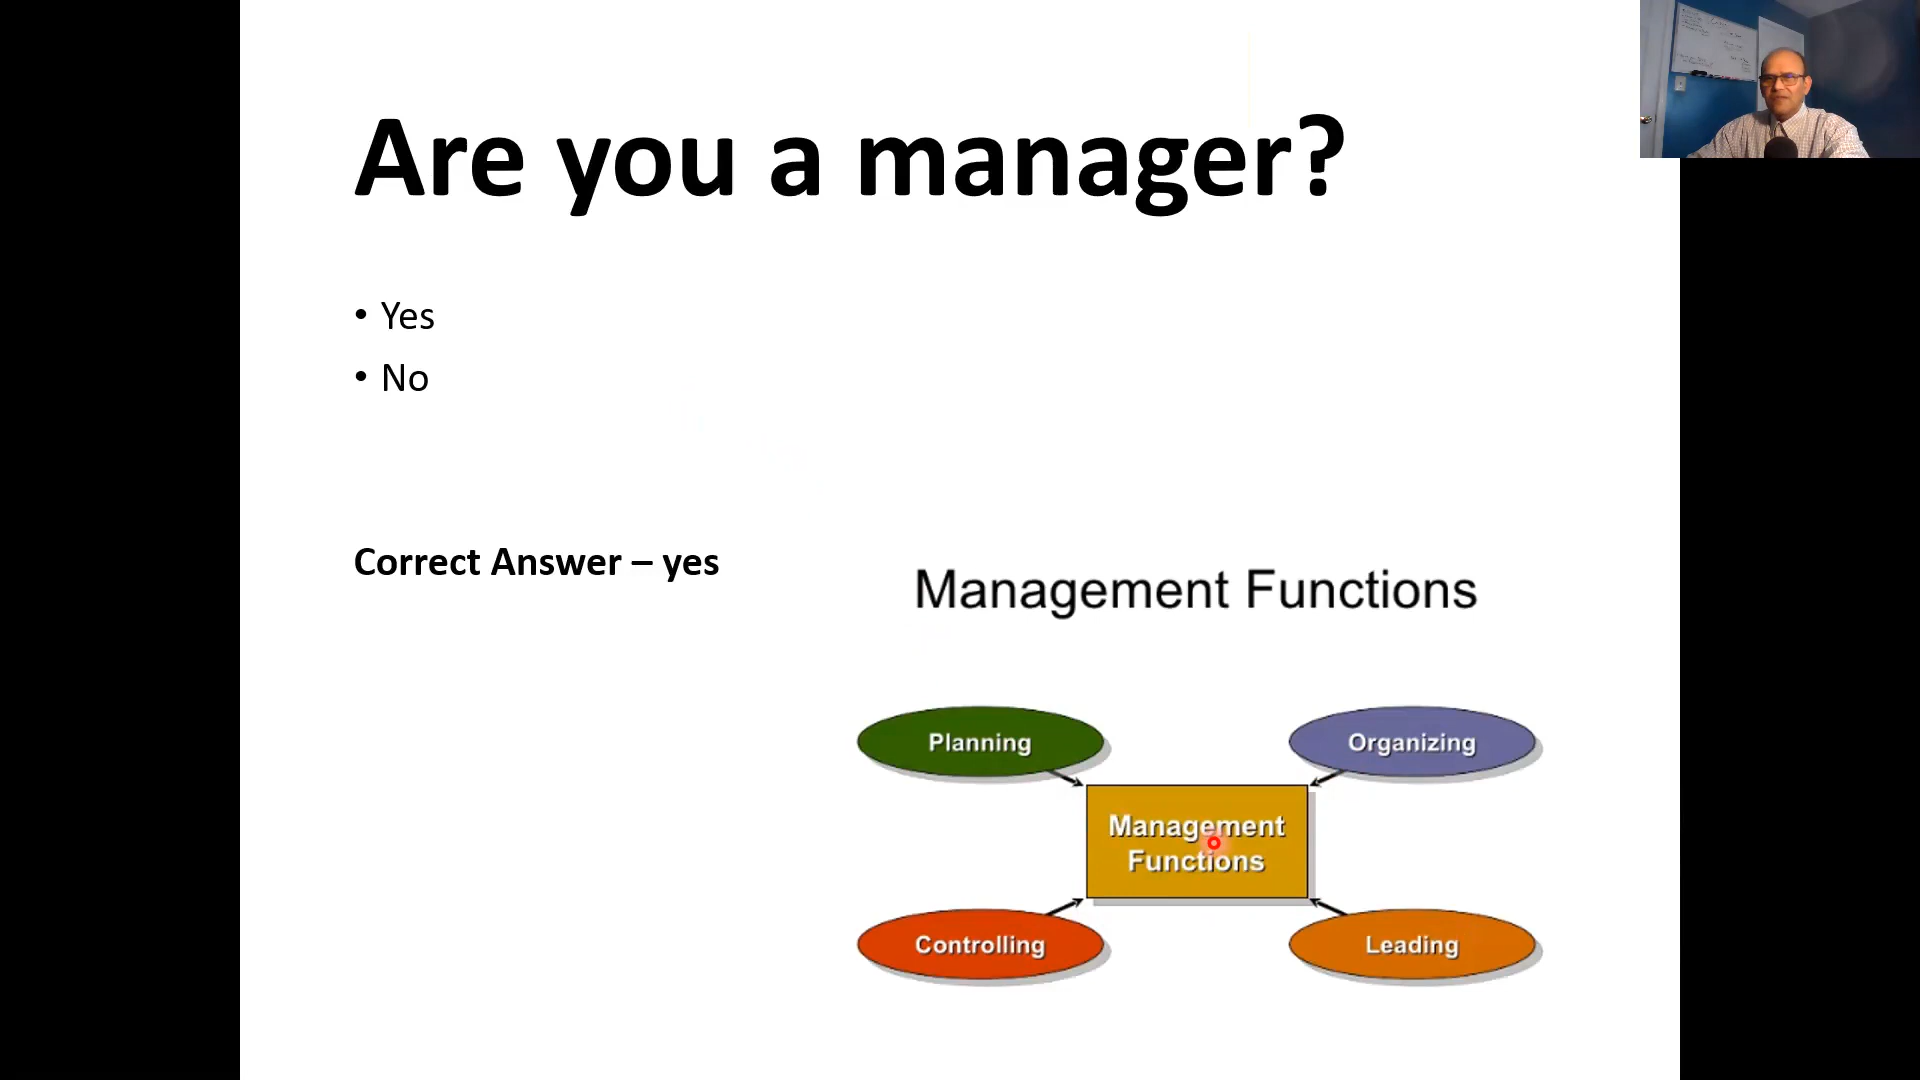 Are you a manager?
• Yes
• No
Correct Answer – yes
Management Functions
Planning
Organizing
Management
Functions
Controlling
Leading